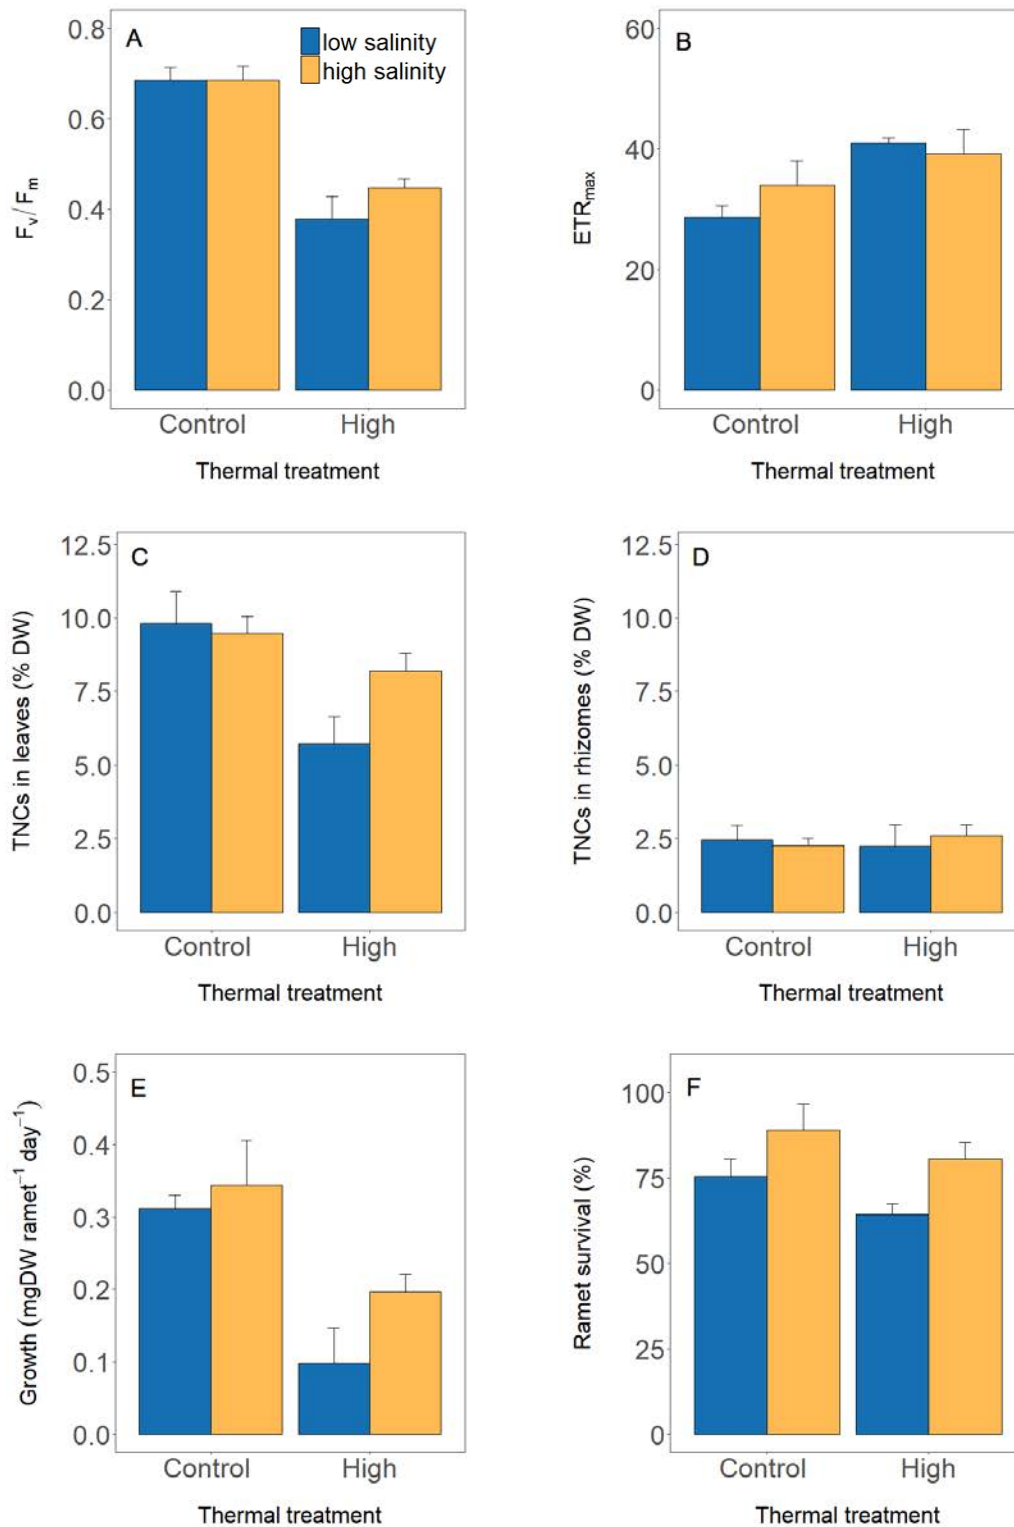 A
low salinity
high salinity
0.8
0.6
0.4
0.2
0.0
Fv/Fm
Control
High
Thermal treatment
B
60
40
20
0
ETRmax
Control
High
Thermal treatment
C
12.5
10.0
7.5
5.0
2.5
0.0
TNCs in leaves (% DW)
Control
High
Thermal treatment
D
12.5
10.0
7.5
5.0
2.5
0.0
TNCs in rhizomes (% DW)
Control
High
Thermal treatment
E
0.5
0.4
0.3
0.2
0.1
0.0
Growth (mgDW ramet⁻¹ day⁻¹)
Control
High
Thermal treatment
F
100
75
50
25
0
Ramet survival (%)
Control
High
Thermal treatment